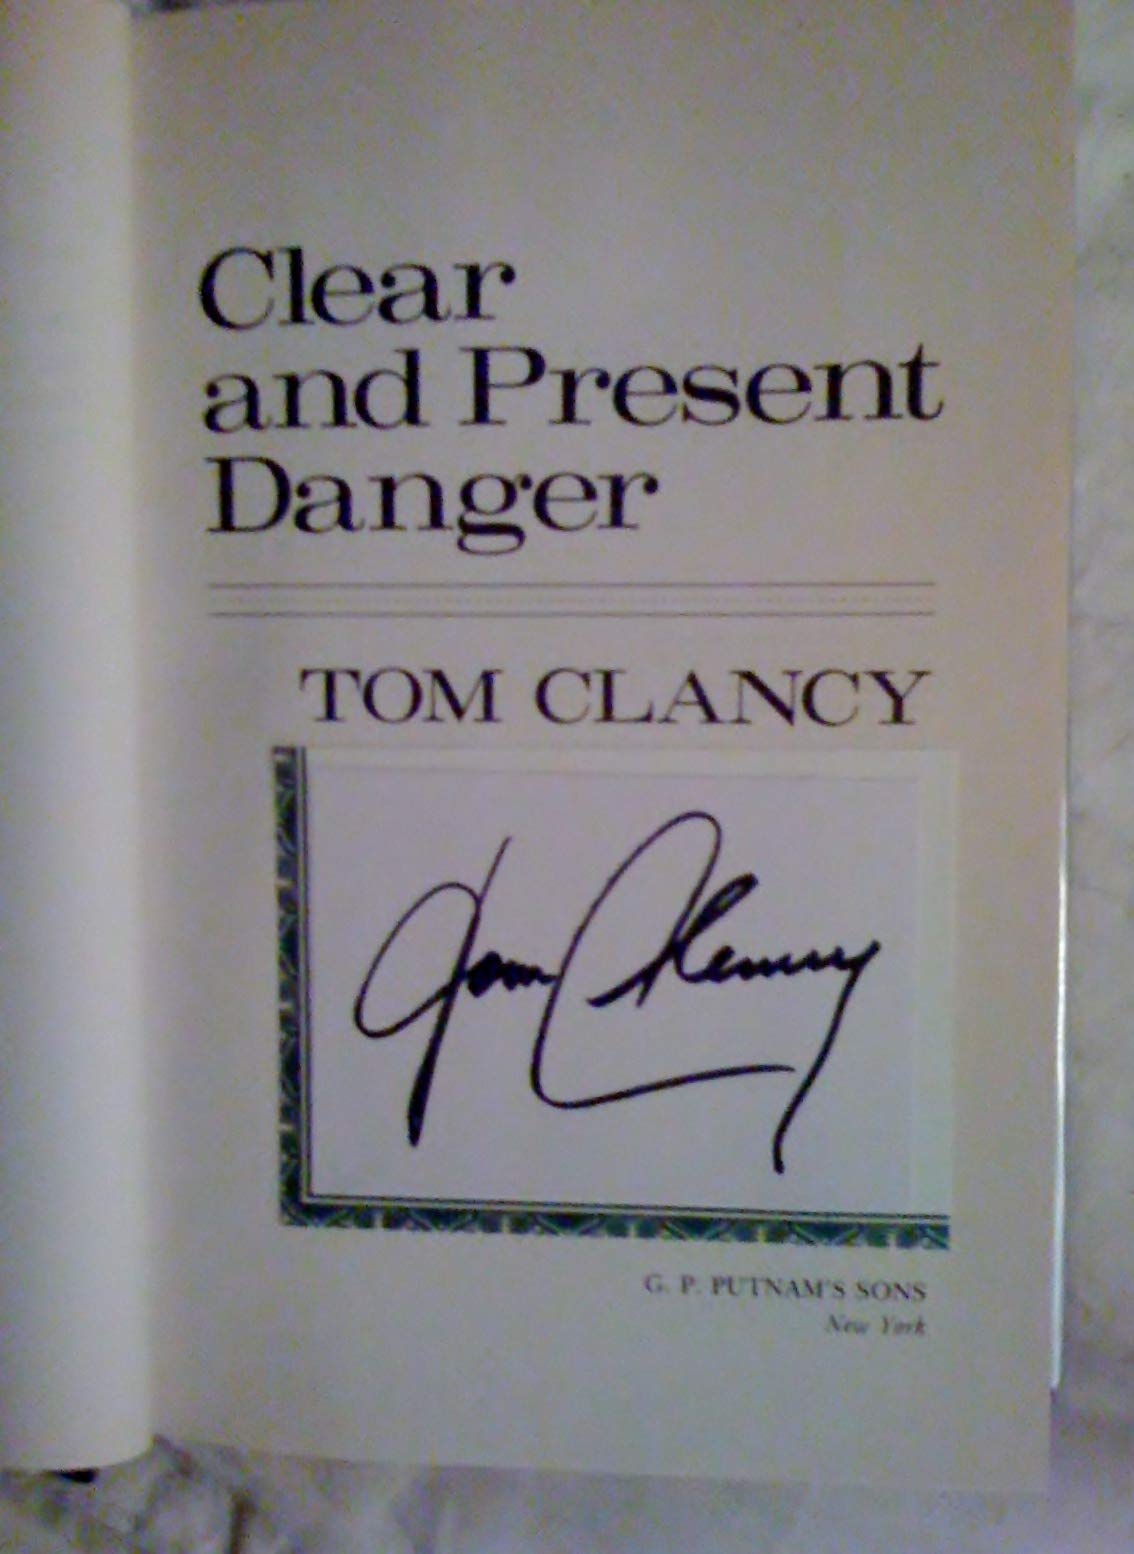 Clear
and Present
Danger
TOM CLANCY
Tom Clancy
G. P. PUTNAM'S SONS
New York